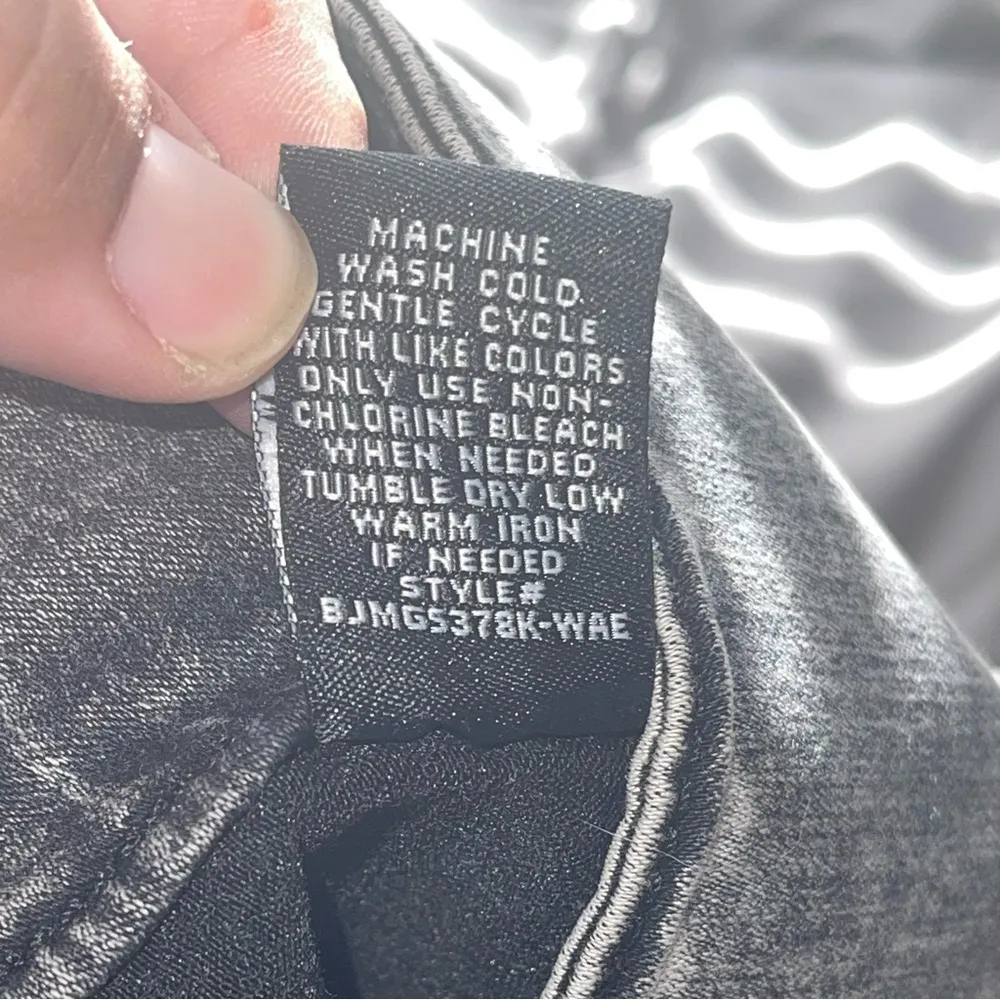 MACHINE
WASH COLD
GENTLE CYCLE
WITH LIKE COLORS
ONLY USE NON-
CHLORINE BLEACH
WHEN NEEDED
TUMBLE DRY LOW
WARM IRON
IF NEEDED
STYLE#
BJMGS378K-WAE